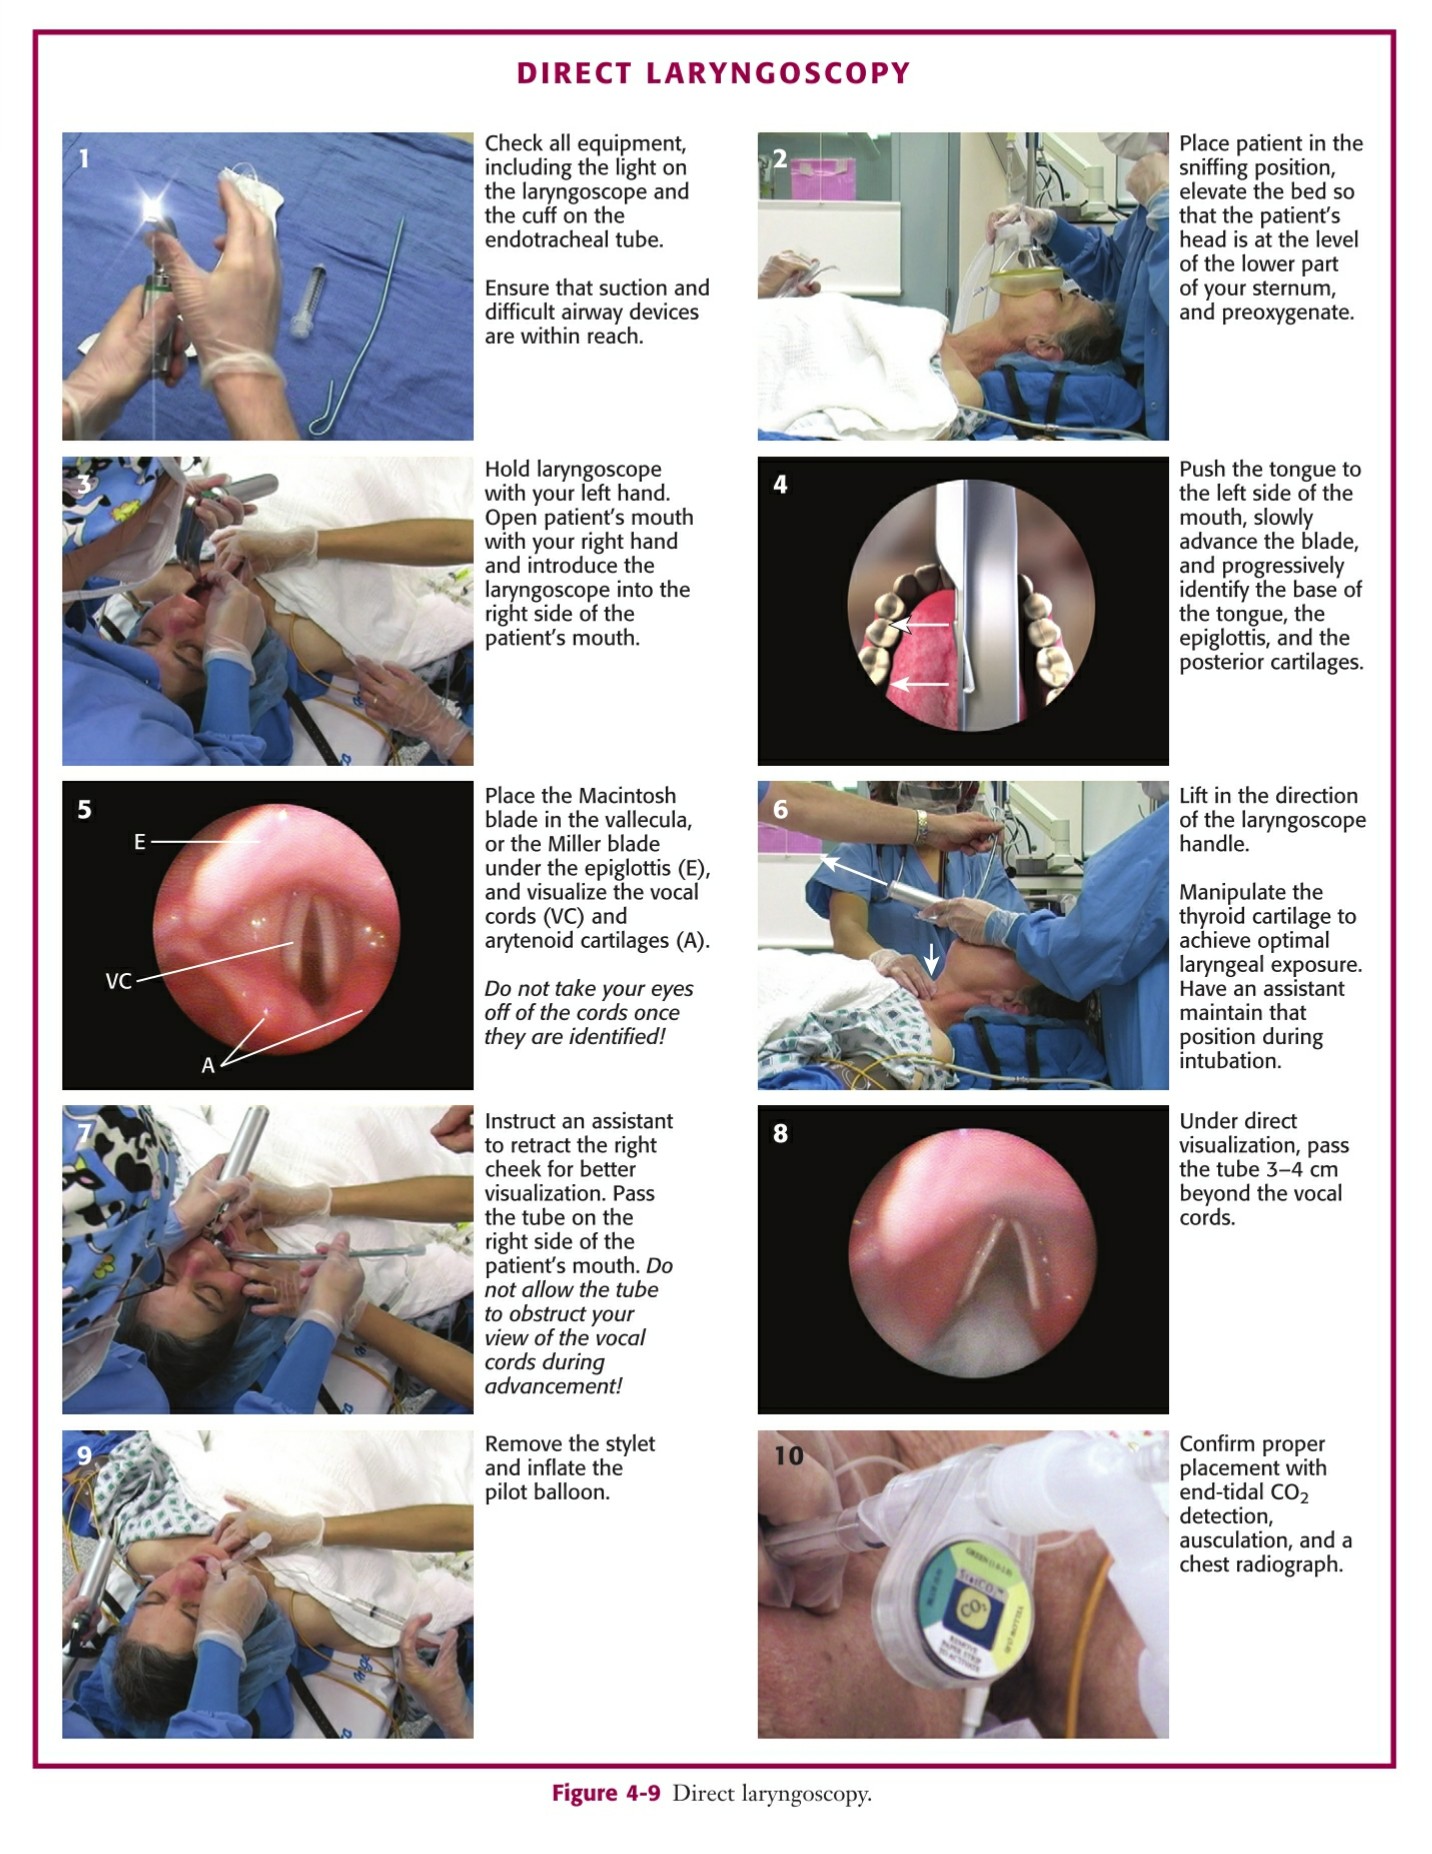 DIRECT LARYNGOSCOPY
1
Check all equipment,
including the light on
the laryngoscope and
the cuff on the
endotracheal tube.
Ensure that suction and
difficult airway devices
are within reach.
2
Place patient in the
sniffing position,
elevate the bed so
that the patient's
head is at the level
of the lower part
of your sternum,
and preoxygenate.
3
Hold laryngoscope
with your left hand.
Open patient's mouth
with your right hand
and introduce the
laryngoscope into the
right side of the
patient's mouth.
4
Push the tongue to
the left side of the
mouth, slowly
advance the blade,
and progressively
identify the base of
the tongue, the
epiglottis, and the
posterior cartilages.
5
E
VC
A
Place the Macintosh
blade in the vallecula,
or the Miller blade
under the epiglottis (E),
and visualize the vocal
cords (VC) and
arytenoid cartilages (A).
Do not take your eyes
off of the cords once
they are identified!
6
Lift in the direction
of the laryngoscope
handle.
Manipulate the
thyroid cartilage to
achieve optimal
laryngeal exposure.
Have an assistant
maintain that
position during
intubation.
7
Instruct an assistant
to retract the right
cheek for better
visualization. Pass
the tube on the
right side of the
patient's mouth. Do
not allow the tube
to obstruct your
view of the vocal
cords during
advancement!
8
Under direct
visualization, pass
the tube 3–4 cm
beyond the vocal
cords.
9
Remove the stylet
and inflate the
pilot balloon.
10
CO₂
Confirm proper
placement with
end-tidal CO₂
detection,
ausculation, and a
chest radiograph.
Figure 4-9 Direct laryngoscopy.